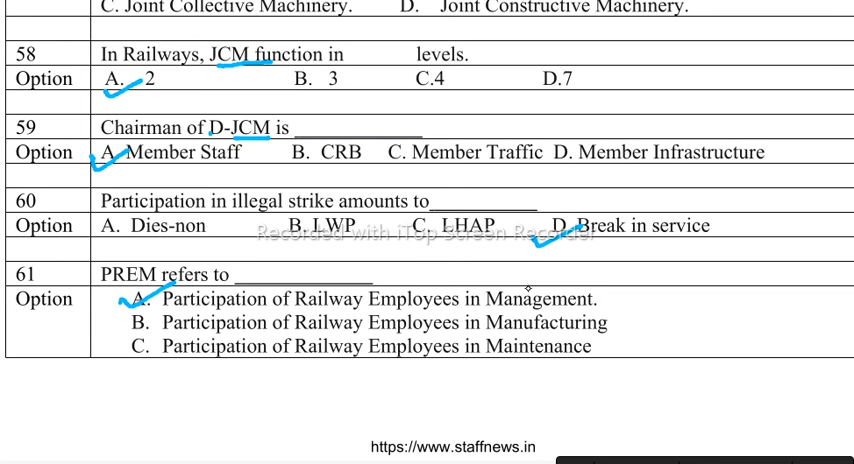 C. Joint Collective Machinery. D. Joint Constructive Machinery.
58 In Railways, JCM function in levels.
Option A. 2 B. 3 C.4 D.7
59 Chairman of D-JCM is ____________
Option A. Member Staff B. CRB C. Member Traffic D. Member Infrastructure
60 Participation in illegal strike amounts to__________
Option A. Dies-non B. LWP C. LHAP D. Break in service
Recorded with iTop Screen Recorder
61 PREM refers to ____________
Option A. Participation of Railway Employees in Management.
B. Participation of Railway Employees in Manufacturing
C. Participation of Railway Employees in Maintenance
https://www.staffnews.in